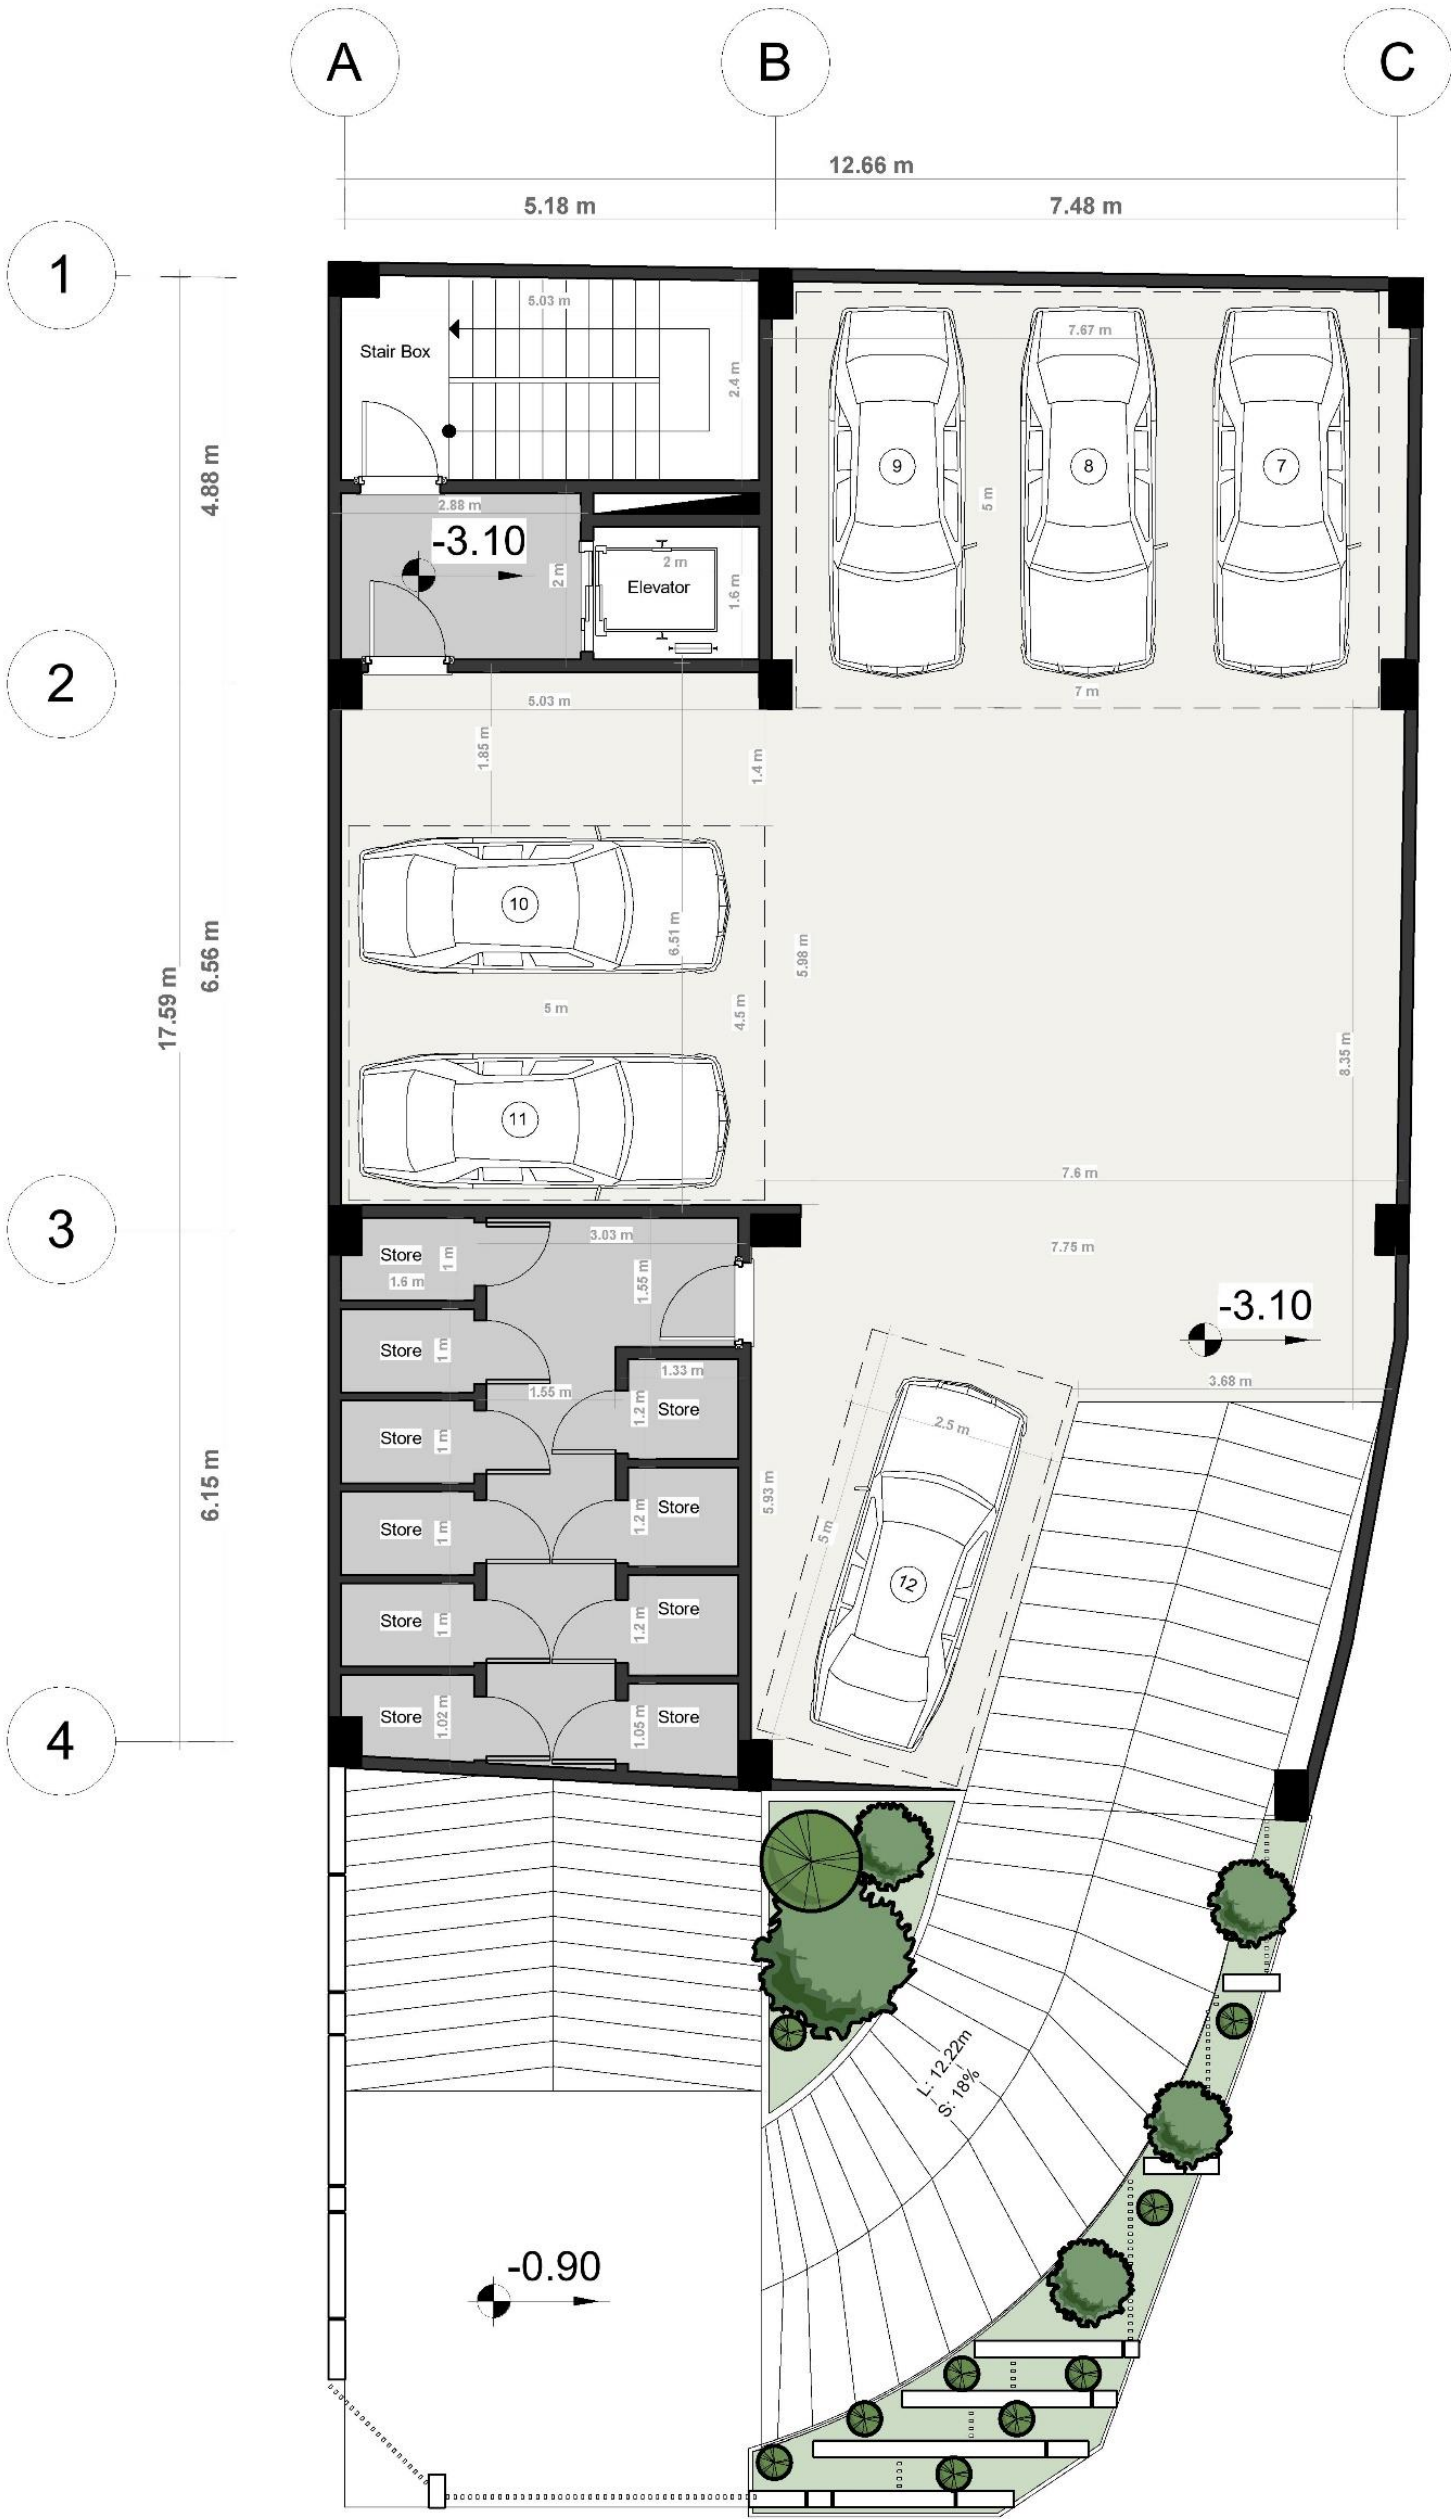 A
B
C
12.66 m
5.18 m
7.48 m
1
5.03 m
7.67 m
Stair Box
2.4 m
4.88 m
9
8
7
5 m
2.88 m
-3.10
2 m
2 m
Elevator
1.6 m
2
5.03 m
7 m
1.85 m
1.4 m
10
6.51 m
5.98 m
6.56 m
17.59 m
5 m
4.5 m
8.35 m
11
7.6 m
3
3.03 m
7.75 m
Store
1 m
1.6 m
1.55 m
-3.10
Store
1 m
1.33 m
3.68 m
1.55 m
Store
1.2 m
2.5 m
Store
1 m
6.15 m
5.93 m
Store
1.2 m
Store
1 m
5 m
12
Store
1.2 m
Store
1 m
Store
1.02 m
Store
1.05 m
4
L: 12.22m
S: 18%
-0.90